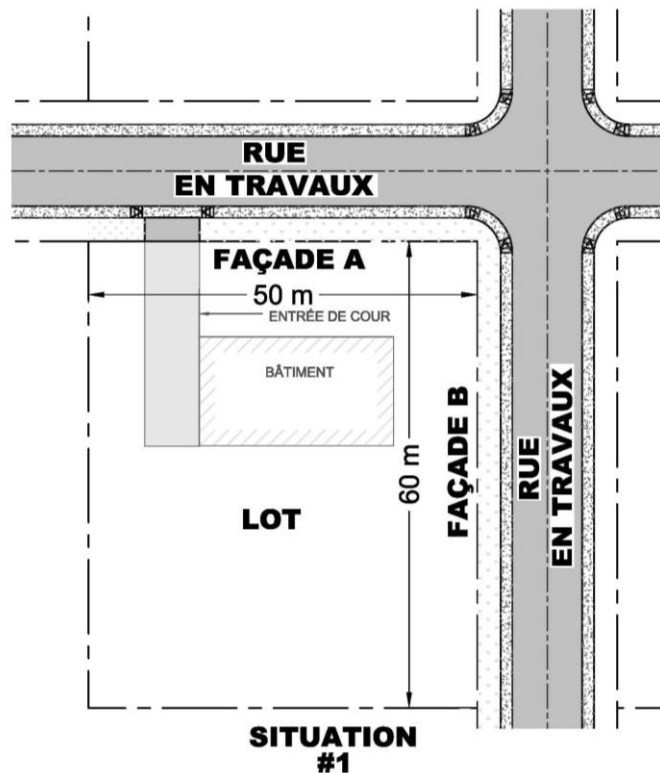 RUE
EN TRAVAUX
FAÇADE A
50 m
ENTRÉE DE COUR
BÂTIMENT
FAÇADE B
60 m
RUE
EN TRAVAUX
LOT
SITUATION
#1